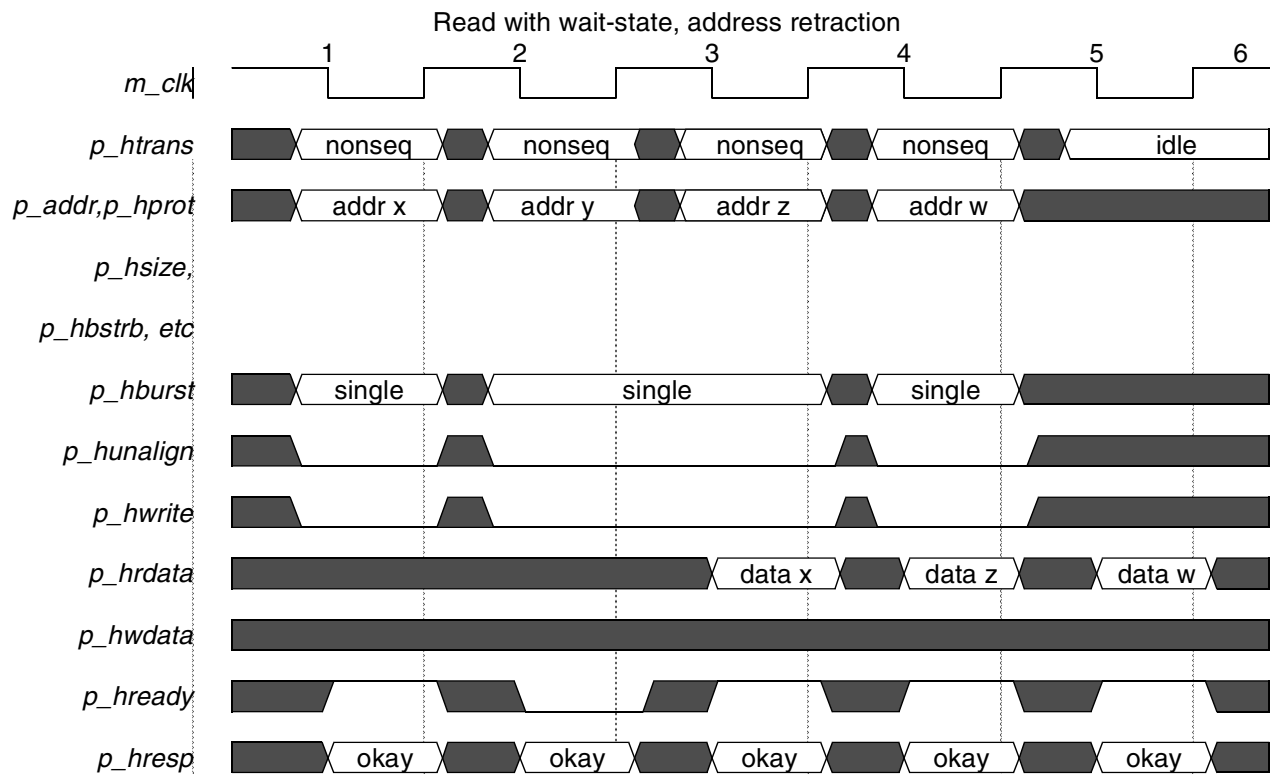 Read with wait-state, address retraction
1 2 3 4 5 6
m_clk
p_htrans nonseq nonseq nonseq nonseq idle
p_addr,p_hprot addr x addr y addr z addr w
p_hsize,
p_hbstrb, etc
p_hburst single single single
p_hunalign
p_hwrite
p_hrdata data x data z data w
p_hwdata
p_hready
p_hresp okay okay okay okay okay